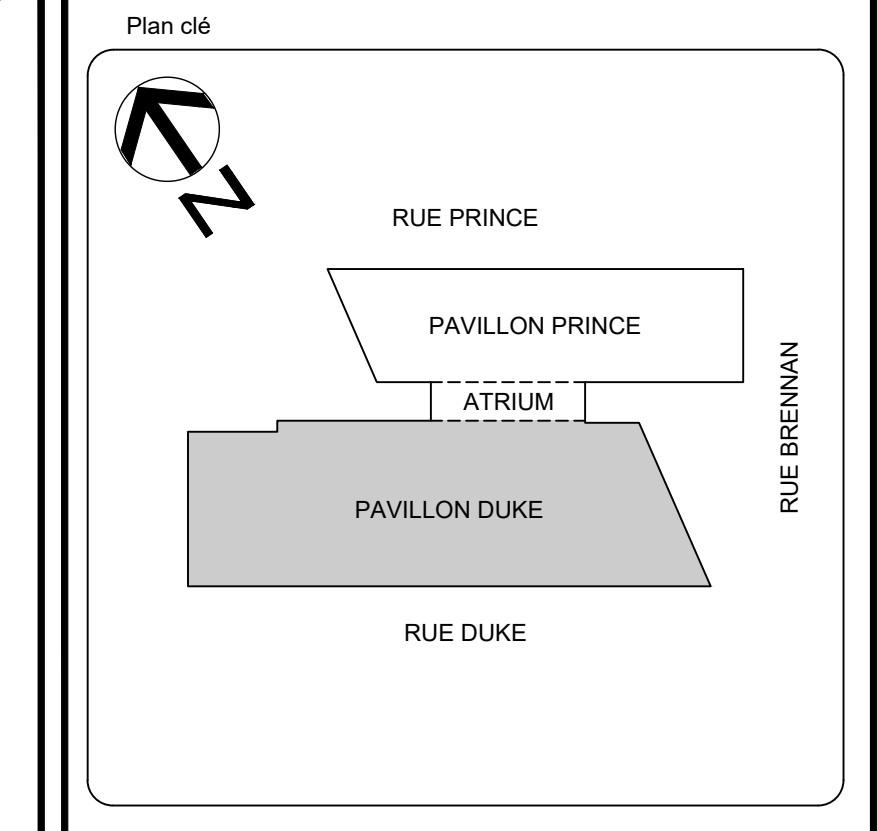 Plan clé
N
RUE PRINCE
PAVILLON PRINCE
RUE BRENNAN
ATRIUM
PAVILLON DUKE
RUE DUKE